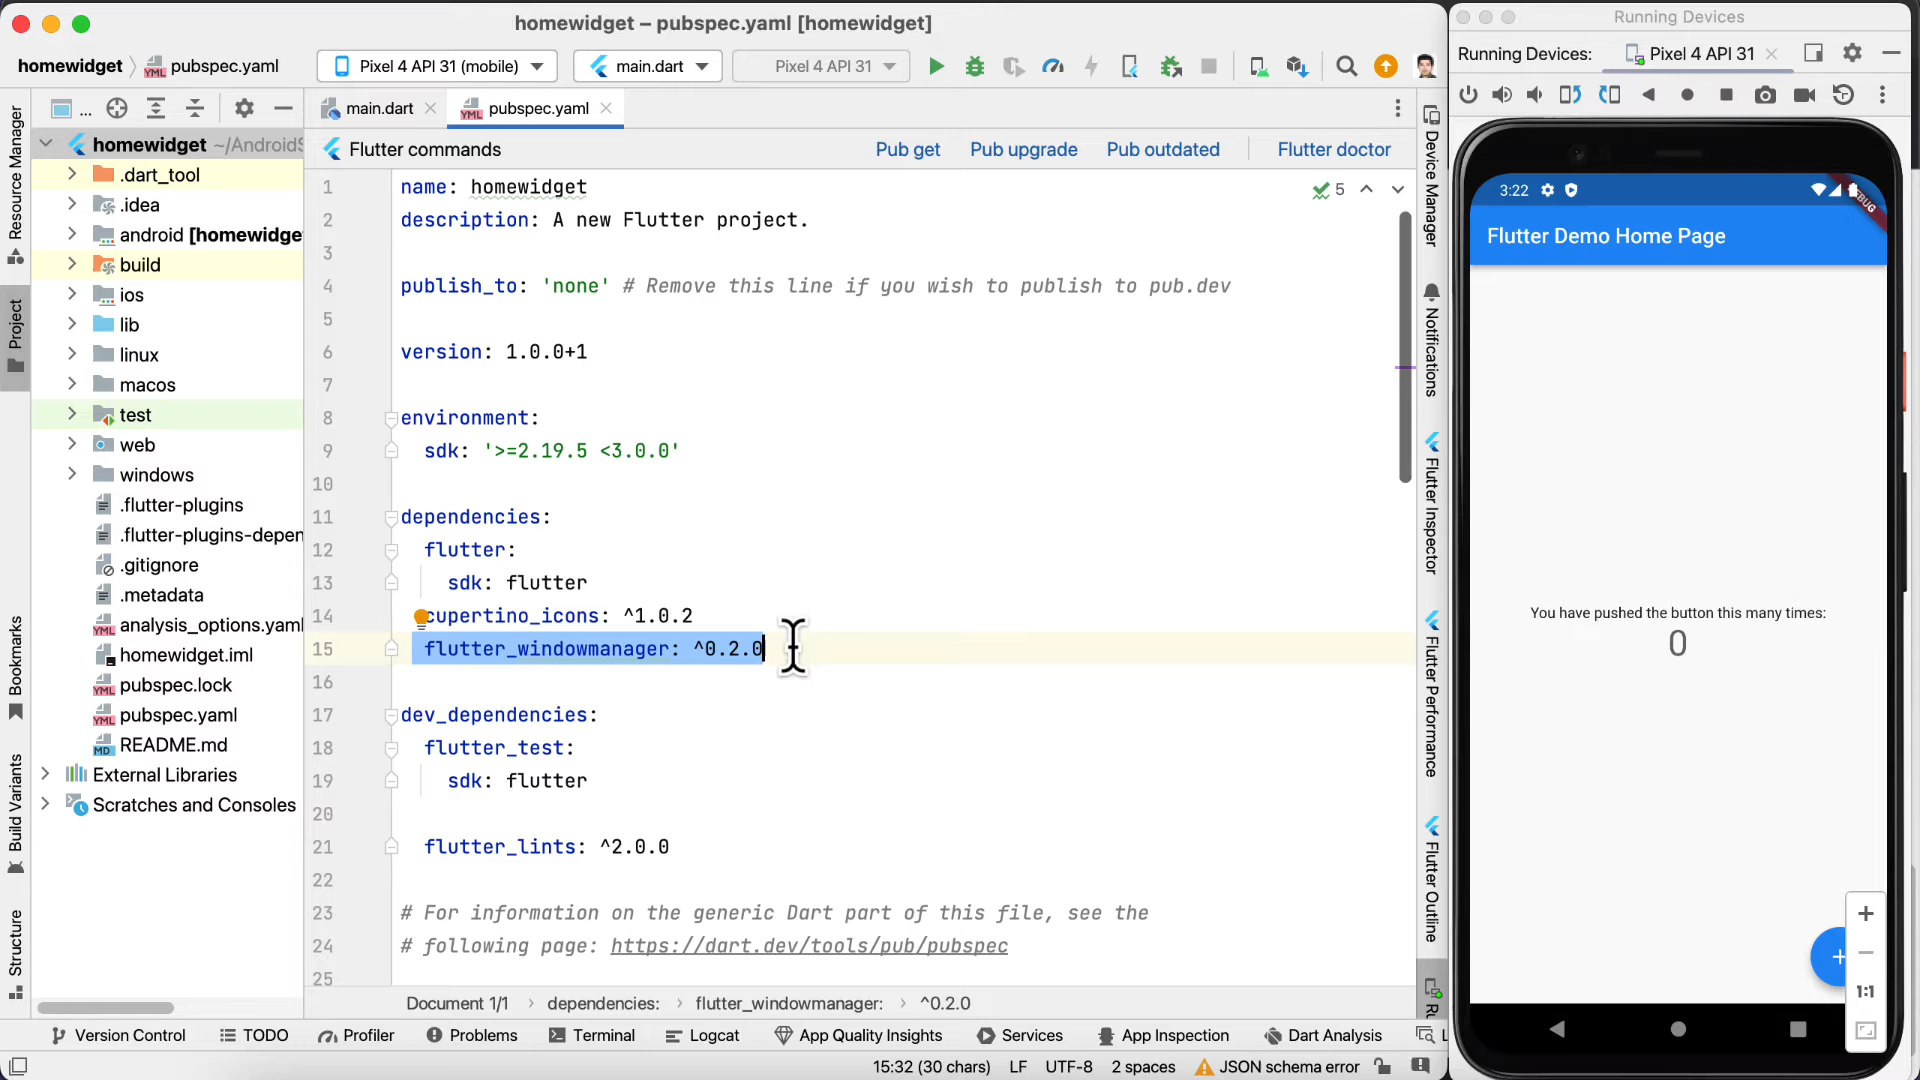 homewidget – pubspec.yaml [homewidget]
homewidget
pubspec.yaml
Pixel 4 API 31 (mobile)
main.dart
Pixel 4 API 31
...
main.dart
pubspec.yaml
Flutter commands
Pub get
Pub upgrade
Pub outdated
Flutter doctor
Resource Manager
Project
Bookmarks
Build Variants
Structure
homewidget ~/AndroidS
.dart_tool
.idea
android [homewidge
build
ios
lib
linux
macos
test
web
windows
.flutter-plugins
.flutter-plugins-depen
.gitignore
.metadata
analysis_options.yaml
homewidget.iml
pubspec.lock
pubspec.yaml
README.md
External Libraries
Scratches and Consoles
1 name: homewidget
2 description: A new Flutter project.
3
4 publish_to: 'none' # Remove this line if you wish to publish to pub.dev
5
6 version: 1.0.0+1
7
8 environment:
9 sdk: '>=2.19.5 <3.0.0'
10
11 dependencies:
12 flutter:
13 sdk: flutter
14 cupertino_icons: ^1.0.2
15 flutter_windowmanager: ^0.2.0
16
17 dev_dependencies:
18 flutter_test:
19 sdk: flutter
20
21 flutter_lints: ^2.0.0
22
23 # For information on the generic Dart part of this file, see the
24 # following page: https://dart.dev/tools/pub/pubspec
25
5
Document 1/1 › dependencies: › flutter_windowmanager: › ^0.2.0
Device Manager
Notifications
Flutter Inspector
Flutter Performance
Flutter Outline
Version Control
TODO
Profiler
Problems
Terminal
Logcat
App Quality Insights
Services
App Inspection
Dart Analysis
15:32 (30 chars)
LF
UTF-8
2 spaces
JSON schema error
Running Devices
Running Devices:
Pixel 4 API 31
3:22
Flutter Demo Home Page
You have pushed the button this many times:
0
+
1:1